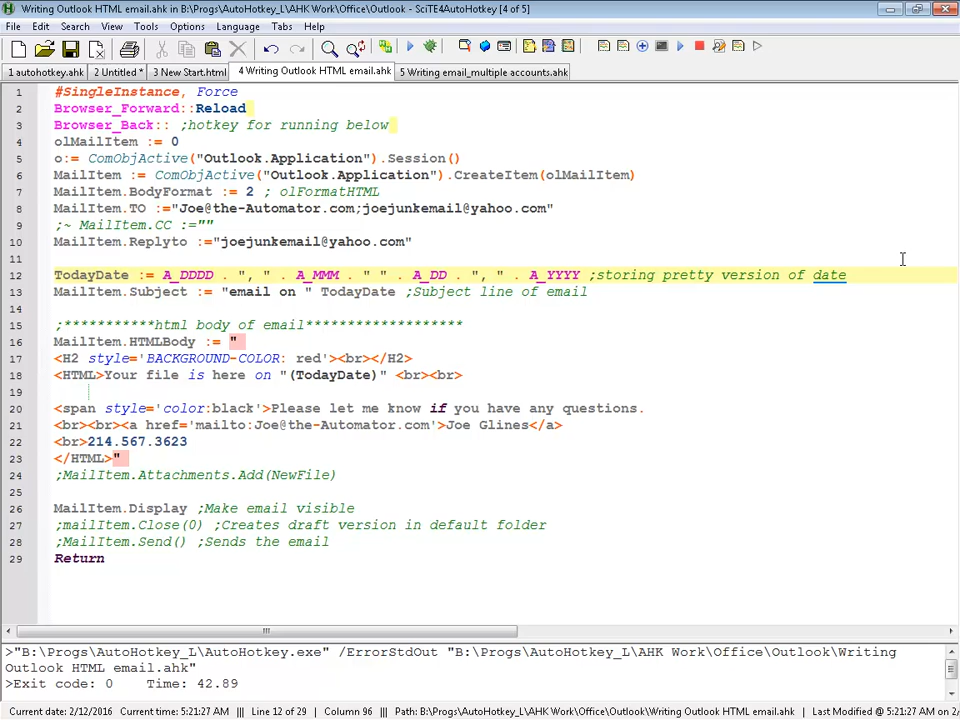 Writing Outlook HTML email.ahk in B:\Progs\AutoHotkey_L\AHK Work\Office\Outlook - SciTE4AutoHotkey [4 of 5]
File Edit Search View Tools Options Language Tabs Help
1 autohotkey.ahk 2 Untitled * 3 New Start.html 4 Writing Outlook HTML email.ahk 5 Writing email_multiple accounts.ahk
1 #SingleInstance, Force
2 Browser_Forward::Reload
3 Browser_Back:: ;hotkey for running below
4 olMailItem := 0
5 o:= ComObjActive("Outlook.Application").Session()
6 MailItem := ComObjActive("Outlook.Application").CreateItem(olMailItem)
7 MailItem.BodyFormat := 2 ; olFormatHTML
8 MailItem.TO :="Joe@the-Automator.com;joejunkemail@yahoo.com"
9 ;~ MailItem.CC :=""
10 MailItem.Replyto :="joejunkemail@yahoo.com"
11
12 TodayDate := A_DDDD . ", " . A_MMM . " " . A_DD . ", " . A_YYYY ;storing pretty version of date
13 MailItem.Subject := "email on " TodayDate ;Subject line of email
14
15 ;***********html body of email*******************
16 MailItem.HTMLBody := "
17 <H2 style='BACKGROUND-COLOR: red'><br></H2>
18 <HTML>Your file is here on "(TodayDate)" <br><br>
19
20 <span style='color:black'>Please let me know if you have any questions.
21 <br><br><a href='mailto:Joe@the-Automator.com'>Joe Glines</a>
22 <br>214.567.3623
23 </HTML>"
24 ;MailItem.Attachments.Add(NewFile)
25
26 MailItem.Display ;Make email visible
27 ;mailItem.Close(0) ;Creates draft version in default folder
28 ;MailItem.Send() ;Sends the email
29 Return
>"B:\Progs\AutoHotkey_L\AutoHotkey.exe" /ErrorStdOut "B:\Progs\AutoHotkey_L\AHK Work\Office\Outlook\Writing
Outlook HTML email.ahk"
>Exit code: 0 Time: 42.89
Current date: 2/12/2016 Current time: 5:21:27 AM ||| Line 12 of 29 | Column 96 ||| Path: B:\Progs\AutoHotkey_L\AHK Work\Office\Outlook\Writing Outlook HTML email.ahk | Last Modified @ 5:21:27 AM on 2/